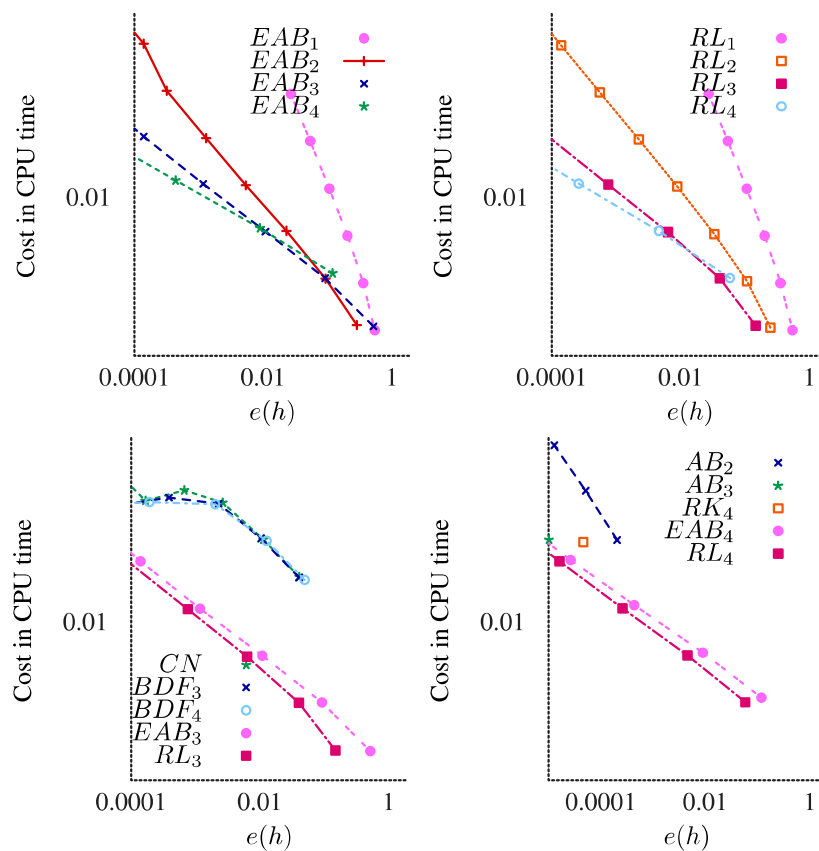 EAB₁
EAB₂
EAB₃
EAB₄
Cost in CPU time
0.01
0.0001 0.01 1
e(h)
RL₁
RL₂
RL₃
RL₄
Cost in CPU time
0.01
0.0001 0.01 1
e(h)
Cost in CPU time
0.01
CN
BDF₃
BDF₄
EAB₃
RL₃
0.0001 0.01 1
e(h)
AB₂
AB₃
RK₄
EAB₄
RL₄
Cost in CPU time
0.01
0.0001 0.01 1
e(h)